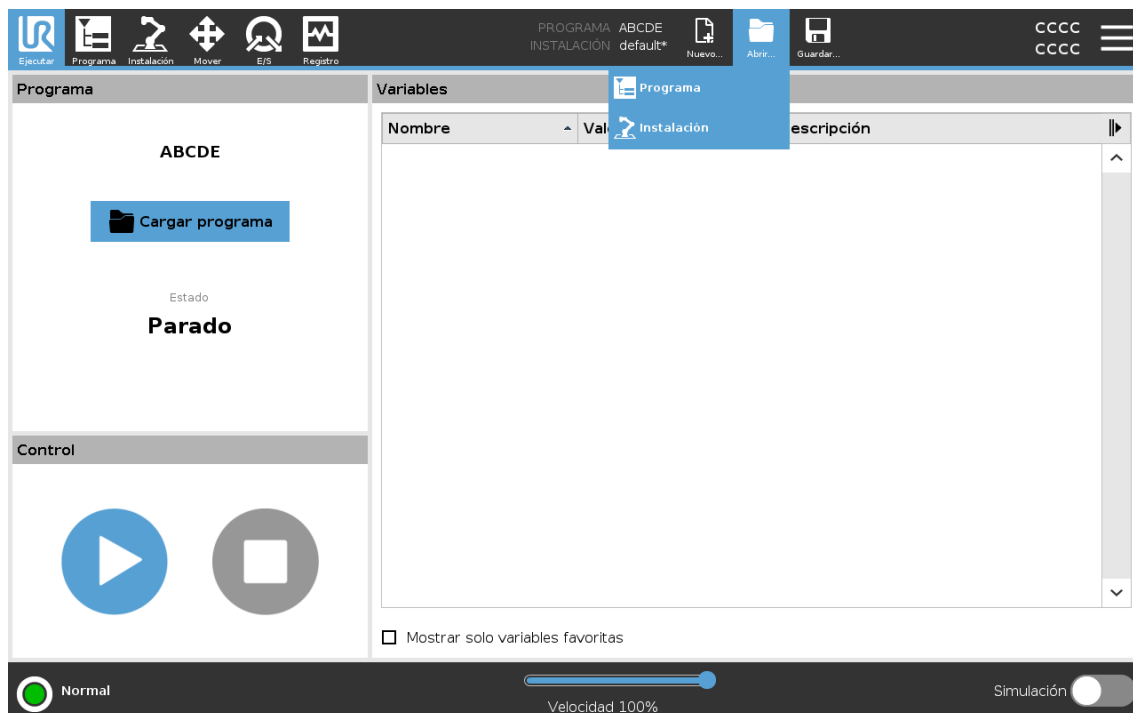 Ejecutar Programa Instalación Mover E/S Registro
PROGRAMA ABCDE
INSTALACIÓN default*
Nuevo... Abrir... Guardar...
CCCC
CCCC
Programa
Instalación
Programa
ABCDE
Cargar programa
Estado
Parado
Control
Variables
Nombre Val escripción
Mostrar solo variables favoritas
Normal
Velocidad 100%
Simulación